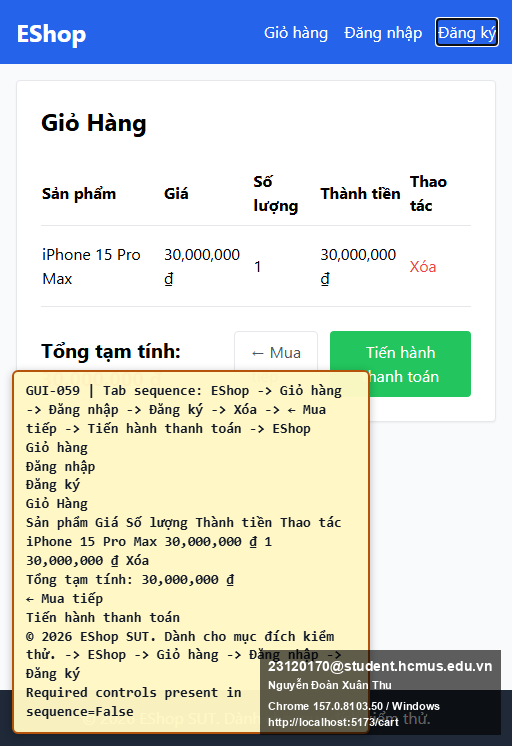 EShop
Giỏ hàng
Đăng nhập
Đăng ký
Giỏ Hàng
Sản phẩm
Giá
Số lượng
Thành tiền
Thao tác
iPhone 15 Pro Max
30,000,000 ₫
1
30,000,000 ₫
Xóa
Tổng tạm tính:
← Mua
Tiến hành
thanh toán
GUI-059 | Tab sequence: EShop -> Giỏ hàng
-> Đăng nhập -> Đăng ký -> Xóa -> ← Mua
tiếp -> Tiến hành thanh toán -> EShop
Giỏ hàng
Đăng nhập
Đăng ký
Giỏ Hàng
Sản phẩm Giá Số lượng Thành tiền Thao tác
iPhone 15 Pro Max 30,000,000 ₫ 1
30,000,000 ₫ Xóa
Tổng tạm tính: 30,000,000 ₫
← Mua tiếp
Tiến hành thanh toán
© 2026 EShop SUT. Dành cho mục đích kiểm
thử. -> EShop -> Giỏ hàng -> Đăng nhập ->
Đăng ký
Required controls present in
sequence=False
23120170@student.hcmus.edu.vn
Nguyễn Đoàn Xuân Thu
Chrome 157.0.8103.50 / Windows
http://localhost:5173/cart